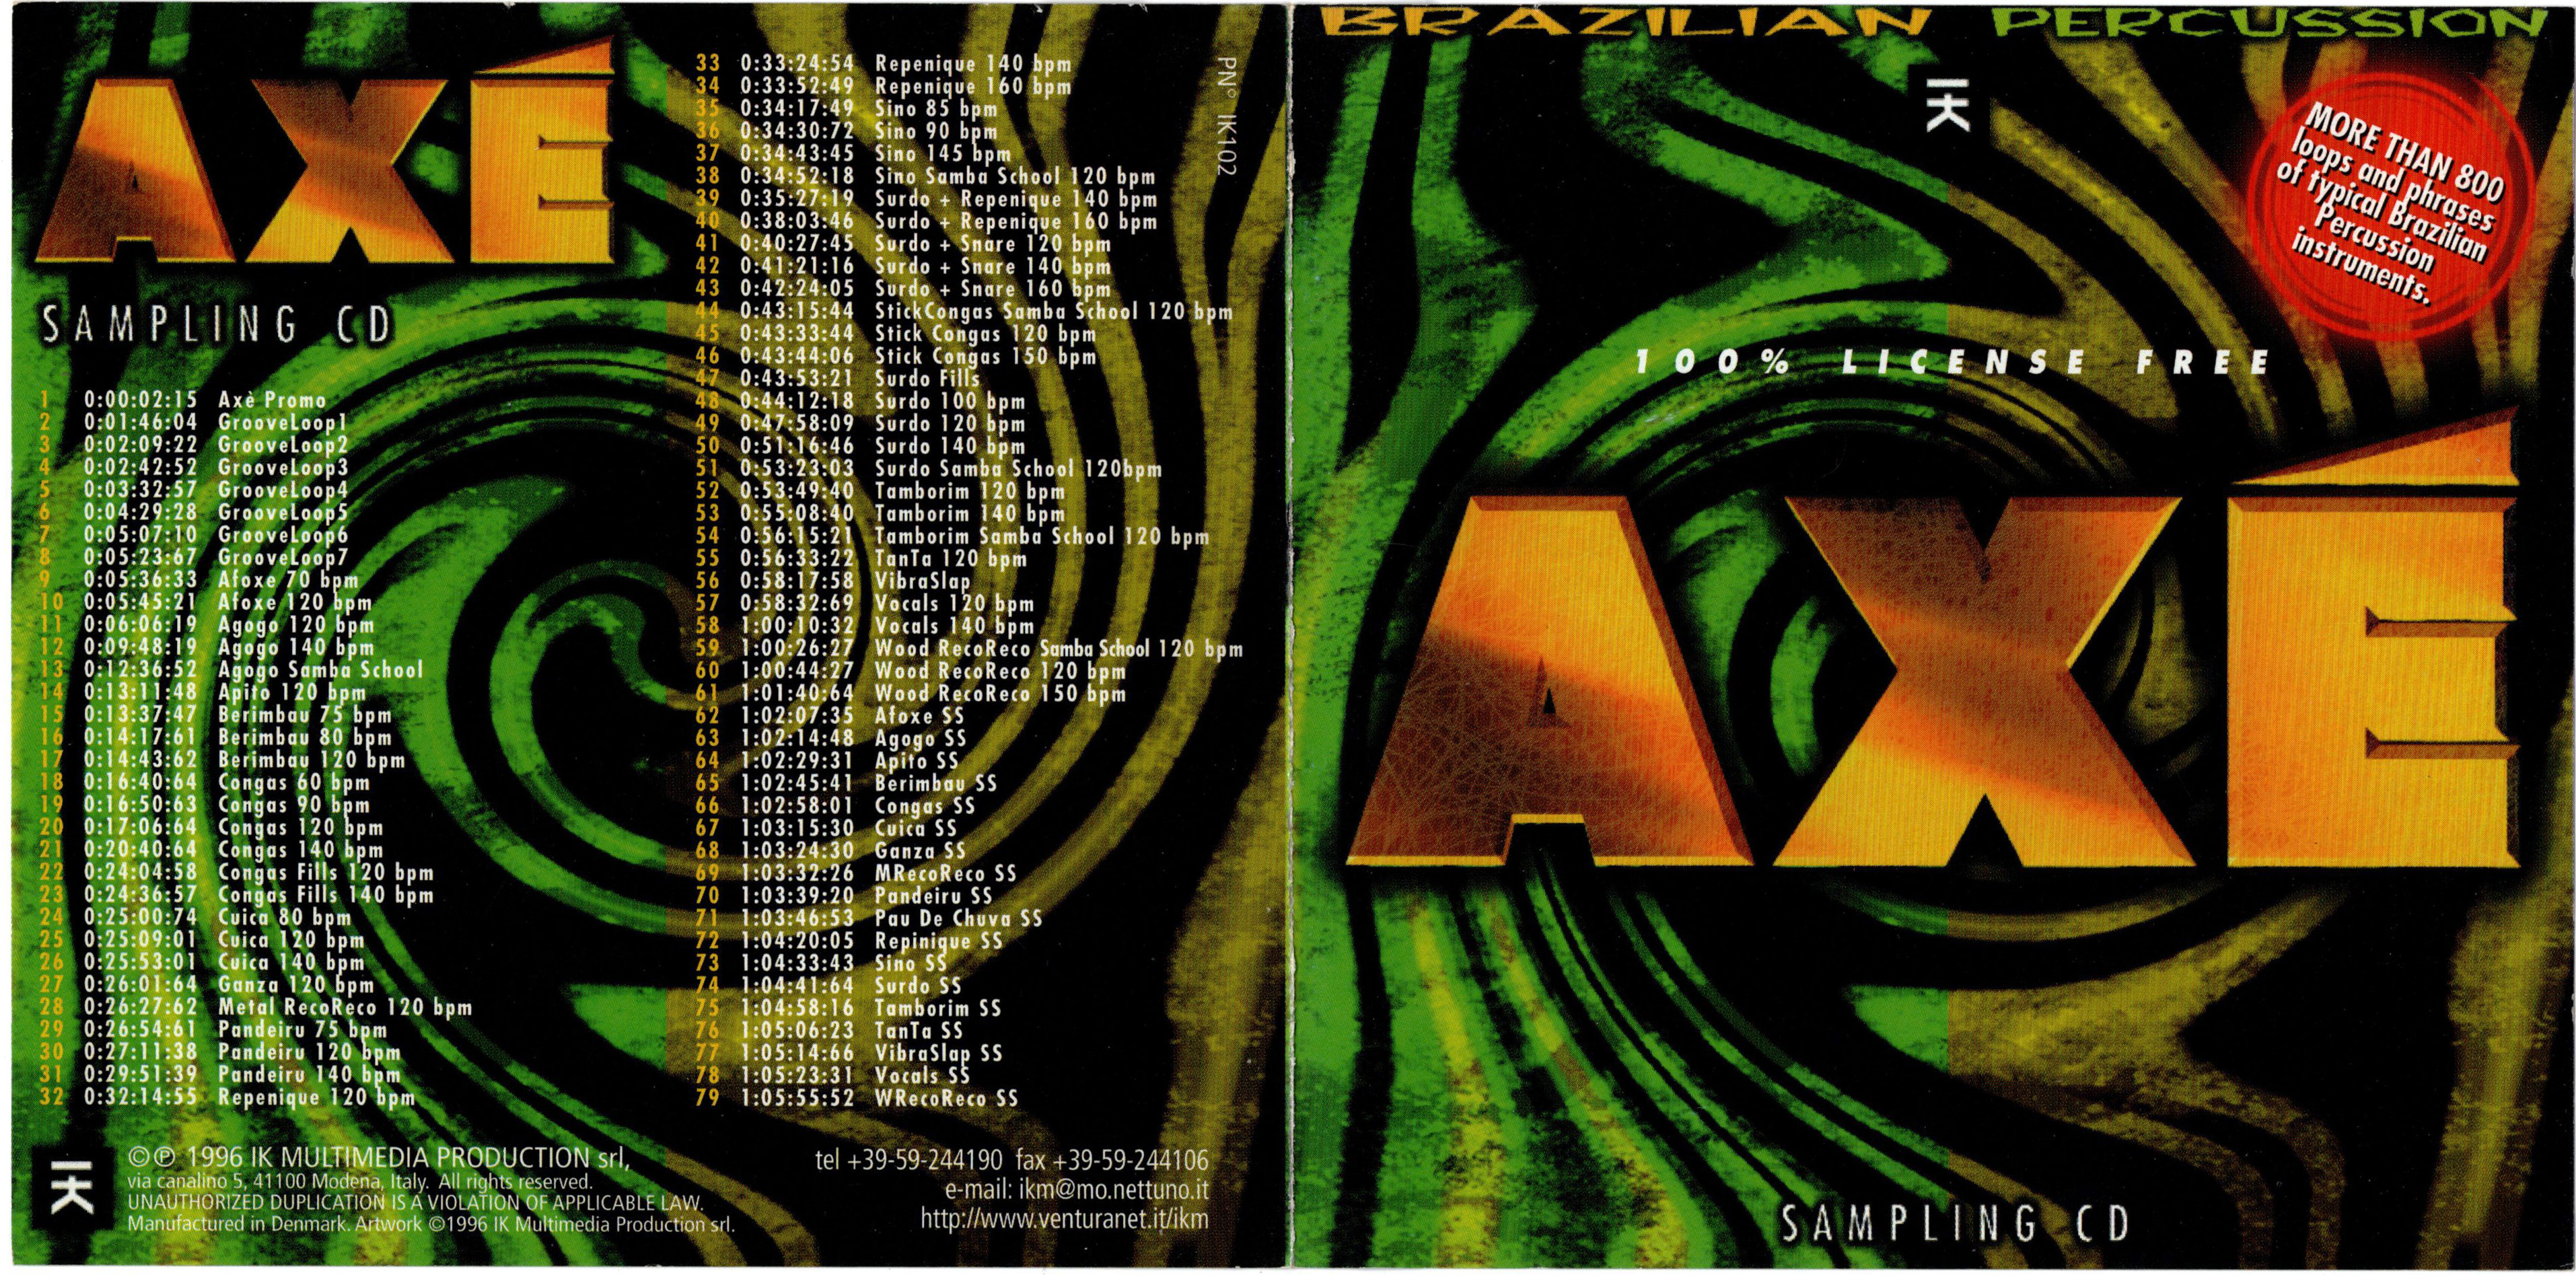 AXÉ
SAMPLING CD
1 0:00:02:15 Axè Promo
2 0:01:46:04 GrooveLoop1
3 0:02:09:22 GrooveLoop2
4 0:02:42:52 GrooveLoop3
5 0:03:32:57 GrooveLoop4
6 0:04:29:28 GrooveLoop5
7 0:05:07:10 GrooveLoop6
8 0:05:23:67 GrooveLoop7
9 0:05:36:33 Afoxe 70 bpm
10 0:05:45:21 Afoxe 120 bpm
11 0:06:06:19 Agogo 120 bpm
12 0:09:48:19 Agogo 140 bpm
13 0:12:36:52 Agogo Samba School
14 0:13:11:48 Apito 120 bpm
15 0:13:37:47 Berimbau 75 bpm
16 0:14:17:61 Berimbau 80 bpm
17 0:14:43:62 Berimbau 120 bpm
18 0:16:40:64 Congas 60 bpm
19 0:16:50:63 Congas 90 bpm
20 0:17:06:64 Congas 120 bpm
21 0:20:40:64 Congas 140 bpm
22 0:24:04:58 Congas Fills 120 bpm
23 0:24:36:57 Congas Fills 140 bpm
24 0:25:00:74 Cuica 80 bpm
25 0:25:09:01 Cuica 120 bpm
26 0:25:53:01 Cuica 140 bpm
27 0:26:01:64 Ganza 120 bpm
28 0:26:27:62 Metal RecoReco 120 bpm
29 0:26:54:61 Pandeiru 75 bpm
30 0:27:11:38 Pandeiru 120 bpm
31 0:29:51:39 Pandeiru 140 bpm
32 0:32:14:55 Repenique 120 bpm
33 0:33:24:54 Repenique 140 bpm
34 0:33:52:49 Repenique 160 bpm
35 0:34:17:49 Sino 85 bpm
36 0:34:30:72 Sino 90 bpm
37 0:34:43:45 Sino 145 bpm
38 0:34:52:18 Sino Samba School 120 bpm
39 0:35:27:19 Surdo + Repenique 140 bpm
40 0:38:03:46 Surdo + Repenique 160 bpm
41 0:40:27:45 Surdo + Snare 120 bpm
42 0:41:21:16 Surdo + Snare 140 bpm
43 0:42:24:05 Surdo + Snare 160 bpm
44 0:43:15:44 StickCongas Samba School 120 bpm
45 0:43:33:44 Stick Congas 120 bpm
46 0:43:44:06 Stick Congas 150 bpm
47 0:43:53:21 Surdo Fills
48 0:44:12:18 Surdo 100 bpm
49 0:47:58:09 Surdo 120 bpm
50 0:51:16:46 Surdo 140 bpm
51 0:53:23:03 Surdo Samba School 120bpm
52 0:53:49:40 Tamborim 120 bpm
53 0:55:08:40 Tamborim 140 bpm
54 0:56:15:21 Tamborim Samba School 120 bpm
55 0:56:33:22 TanTa 120 bpm
56 0:58:17:58 VibraSlap
57 0:58:32:69 Vocals 120 bpm
58 1:00:10:32 Vocals 140 bpm
59 1:00:26:27 Wood RecoReco Samba School 120 bpm
60 1:00:44:27 Wood RecoReco 120 bpm
61 1:01:40:64 Wood RecoReco 150 bpm
62 1:02:07:35 Afoxe SS
63 1:02:14:48 Agogo SS
64 1:02:29:31 Apito SS
65 1:02:45:41 Berimbau SS
66 1:02:58:01 Congas SS
67 1:03:15:30 Cuica SS
68 1:03:24:30 Ganza SS
69 1:03:32:26 MRecoReco SS
70 1:03:39:20 Pandeiru SS
71 1:03:46:53 Pau De Chuva SS
72 1:04:20:05 Repinique SS
73 1:04:33:43 Sino SS
74 1:04:41:64 Surdo SS
75 1:04:58:16 Tamborim SS
76 1:05:06:23 TanTa SS
77 1:05:14:66 VibraSlap SS
78 1:05:23:31 Vocals SS
79 1:05:55:52 WRecoReco SS
PN° IK102
IK
©℗ 1996 IK MULTIMEDIA PRODUCTION srl,
via canalino 5, 41100 Modena, Italy. All rights reserved.
UNAUTHORIZED DUPLICATION IS A VIOLATION OF APPLICABLE LAW.
Manufactured in Denmark. Artwork ©1996 IK Multimedia Production srl.
tel +39-59-244190 fax +39-59-244106
e-mail: ikm@mo.nettuno.it
http://www.venturanet.it/ikm
BRAZILIAN PERCUSSION
IK
MORE THAN 800
loops and phrases
of typical Brazilian
Percussion
instruments.
100% LICENSE FREE
AXÉ
SAMPLING CD